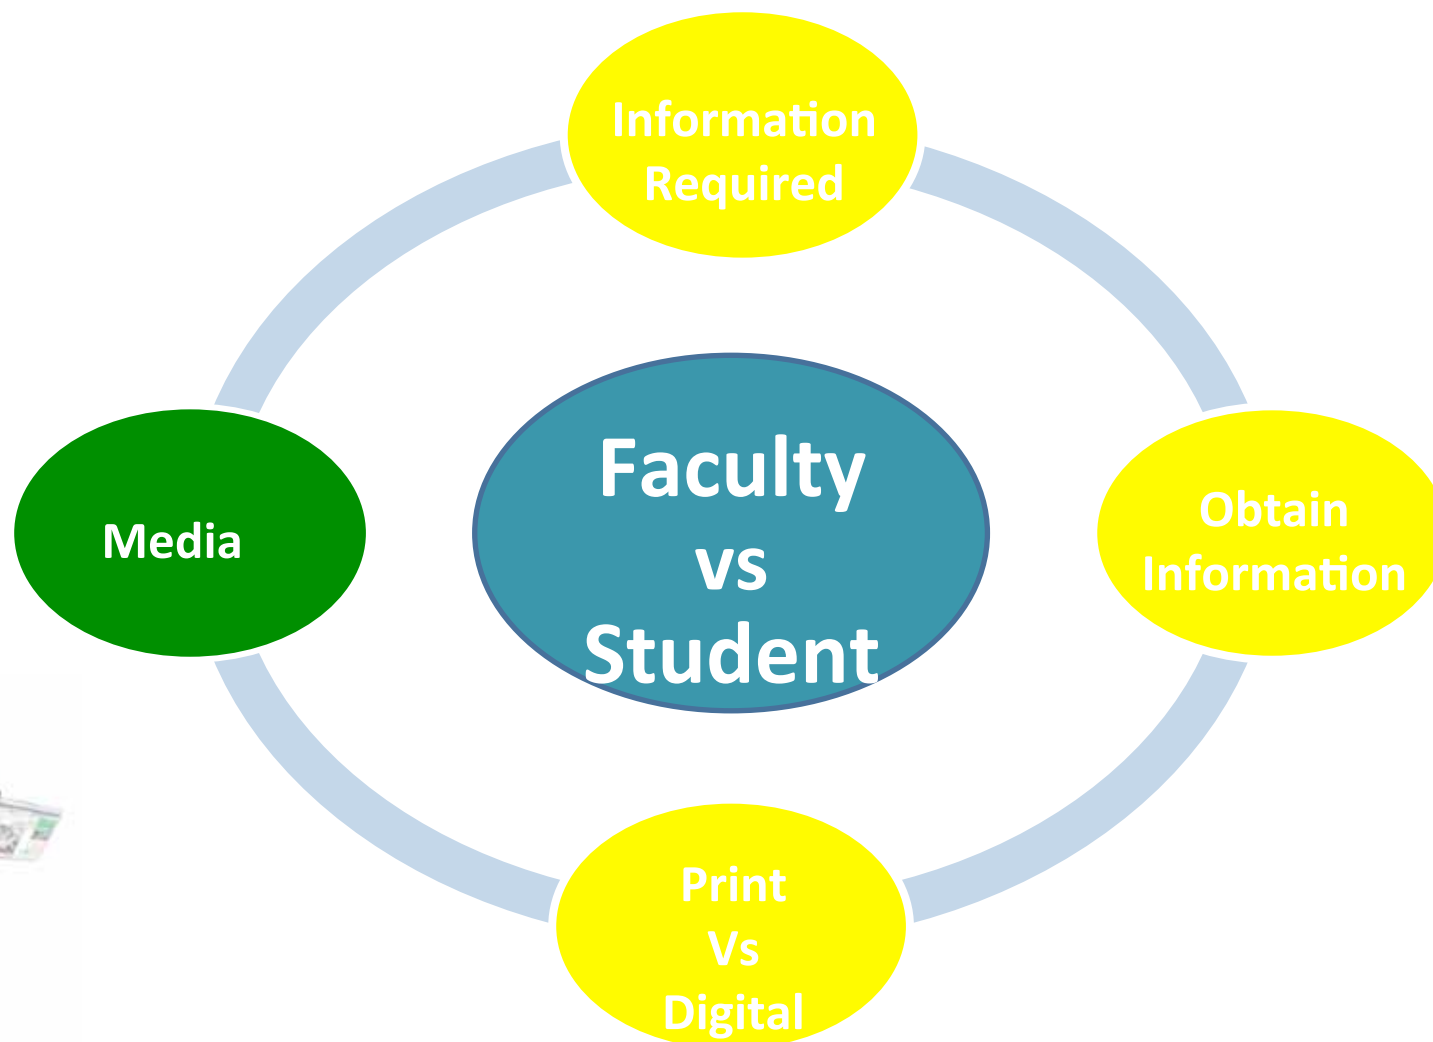 Information
Required
Faculty
vs
Student
Media
Obtain
Information
Print
Vs
Digital